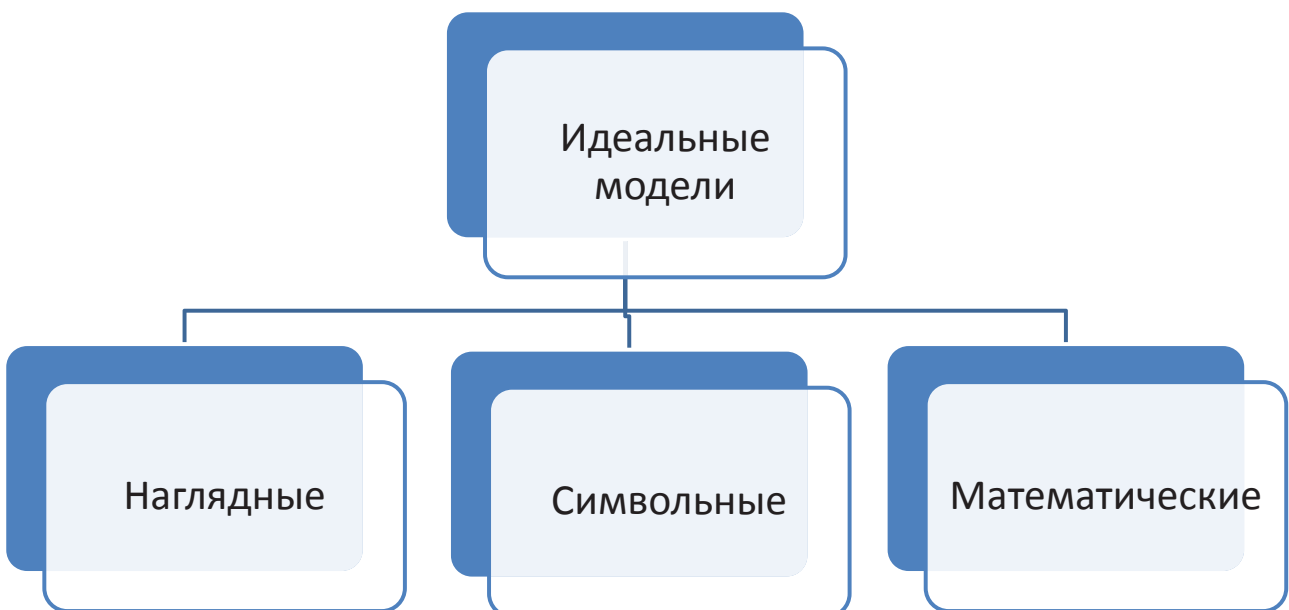 Идеальные
модели
Наглядные
Символьные
Математические